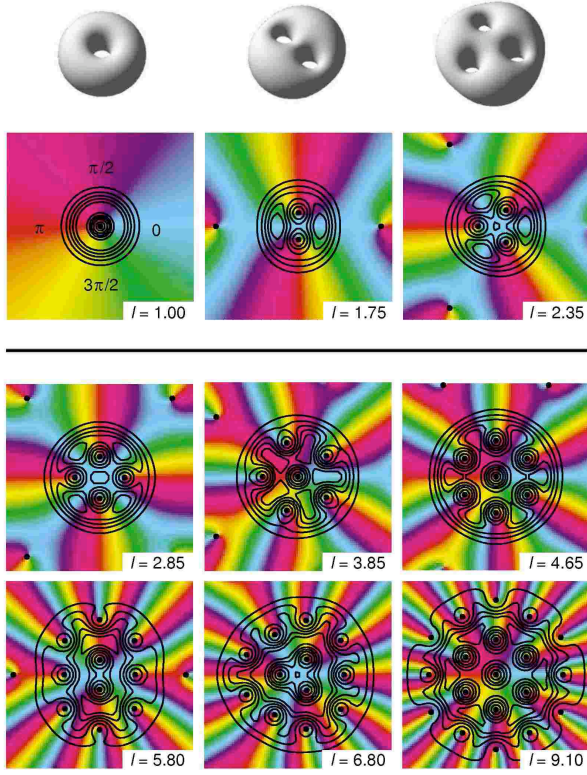 π/2
π 0
3π/2
l = 1.00
l = 1.75
l = 2.35
l = 2.85
l = 3.85
l = 4.65
l = 5.80
l = 6.80
l = 9.10